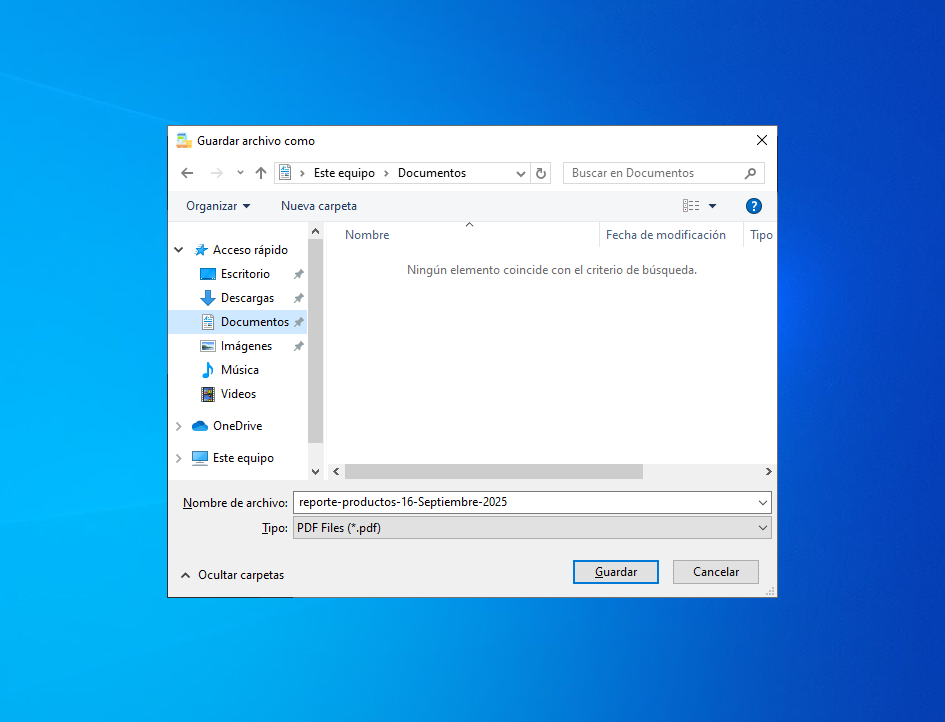 Guardar archivo como
Este equipo Documentos
Buscar en Documentos
Organizar Nueva carpeta
?
Nombre Fecha de modificación Tipo
Ningún elemento coincide con el criterio de búsqueda.
Acceso rápido
Escritorio
Descargas
Documentos
Imágenes
Música
Videos
OneDrive
Este equipo
Nombre de archivo: reporte-productos-16-Septiembre-2025
Tipo: PDF Files (*.pdf)
Ocultar carpetas Guardar Cancelar